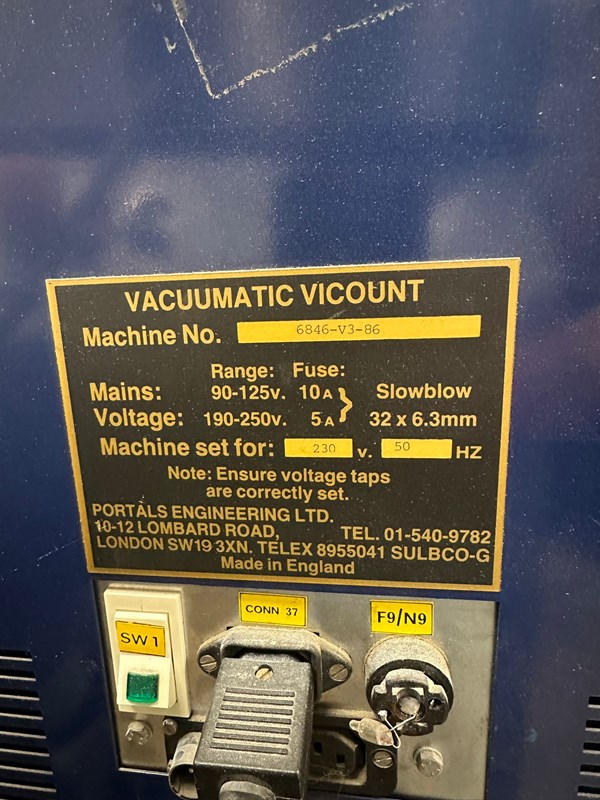 VACUUMATIC VICOUNT
Machine No. 6846-V3-86
Range: Fuse:
Mains: 90-125v. 10A } Slowblow
Voltage: 190-250v. 5A 32 x 6.3mm
Machine set for: 230 v. 50 HZ
Note: Ensure voltage taps
are correctly set.
PORTALS ENGINEERING LTD.
10-12 LOMBARD ROAD, TEL. 01-540-9782
LONDON SW19 3XN. TELEX 8955041 SULBCO-G
Made in England
SW1
CONN 37
F9/N9